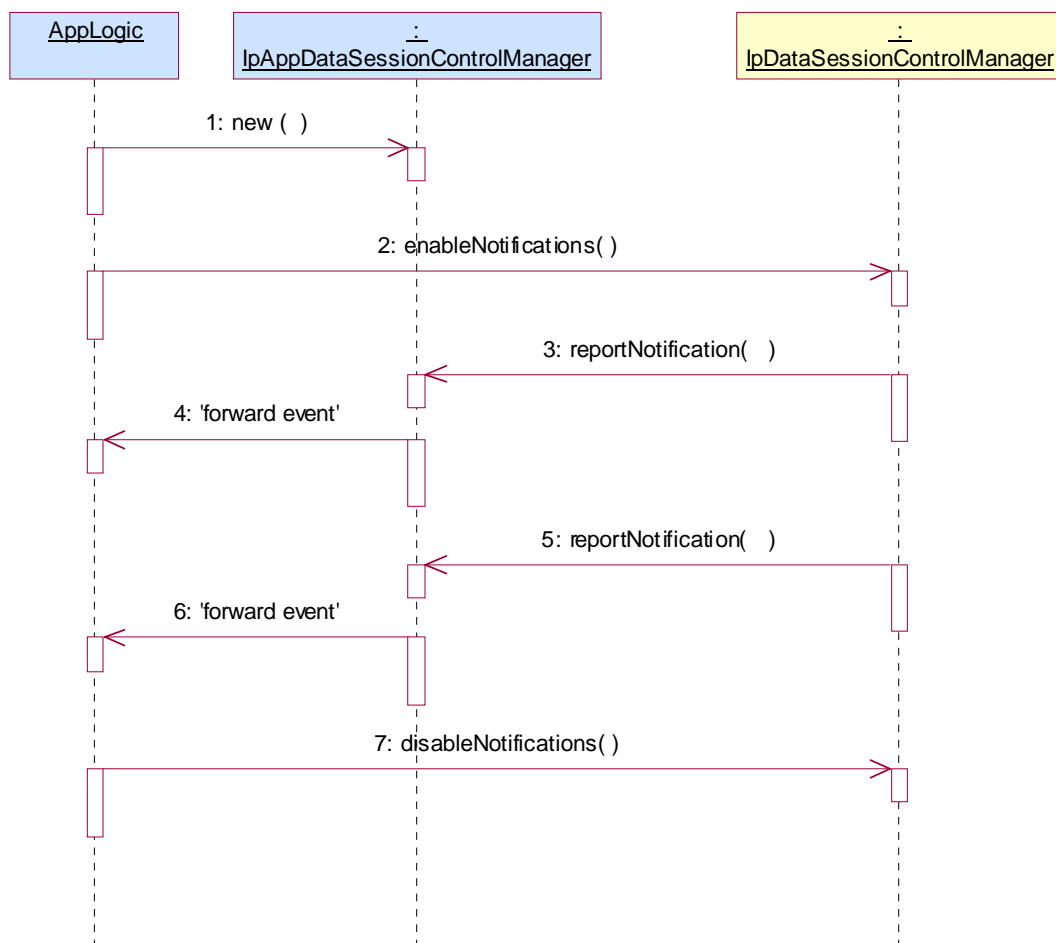 AppLogic
:
IpAppDataSessionControlManager
:
IpDataSessionControlManager
1: new (  )
2: enableNotifications( )
3: reportNotification(   )
4: 'forward event'
5: reportNotification(   )
6: 'forward event'
7: disableNotifications( )